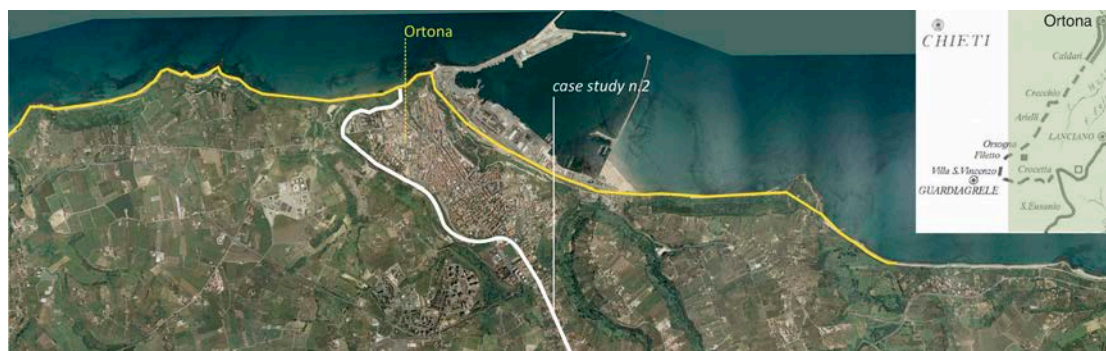 Ortona
case study n.2
Ortona
CHIETI
Caldari
Crecchio
Arielli
LANCIANO
Orsogna
Filetto
Villa S.Vincenzo
Crocetta
GUARDIAGRELE
S.Eusanio